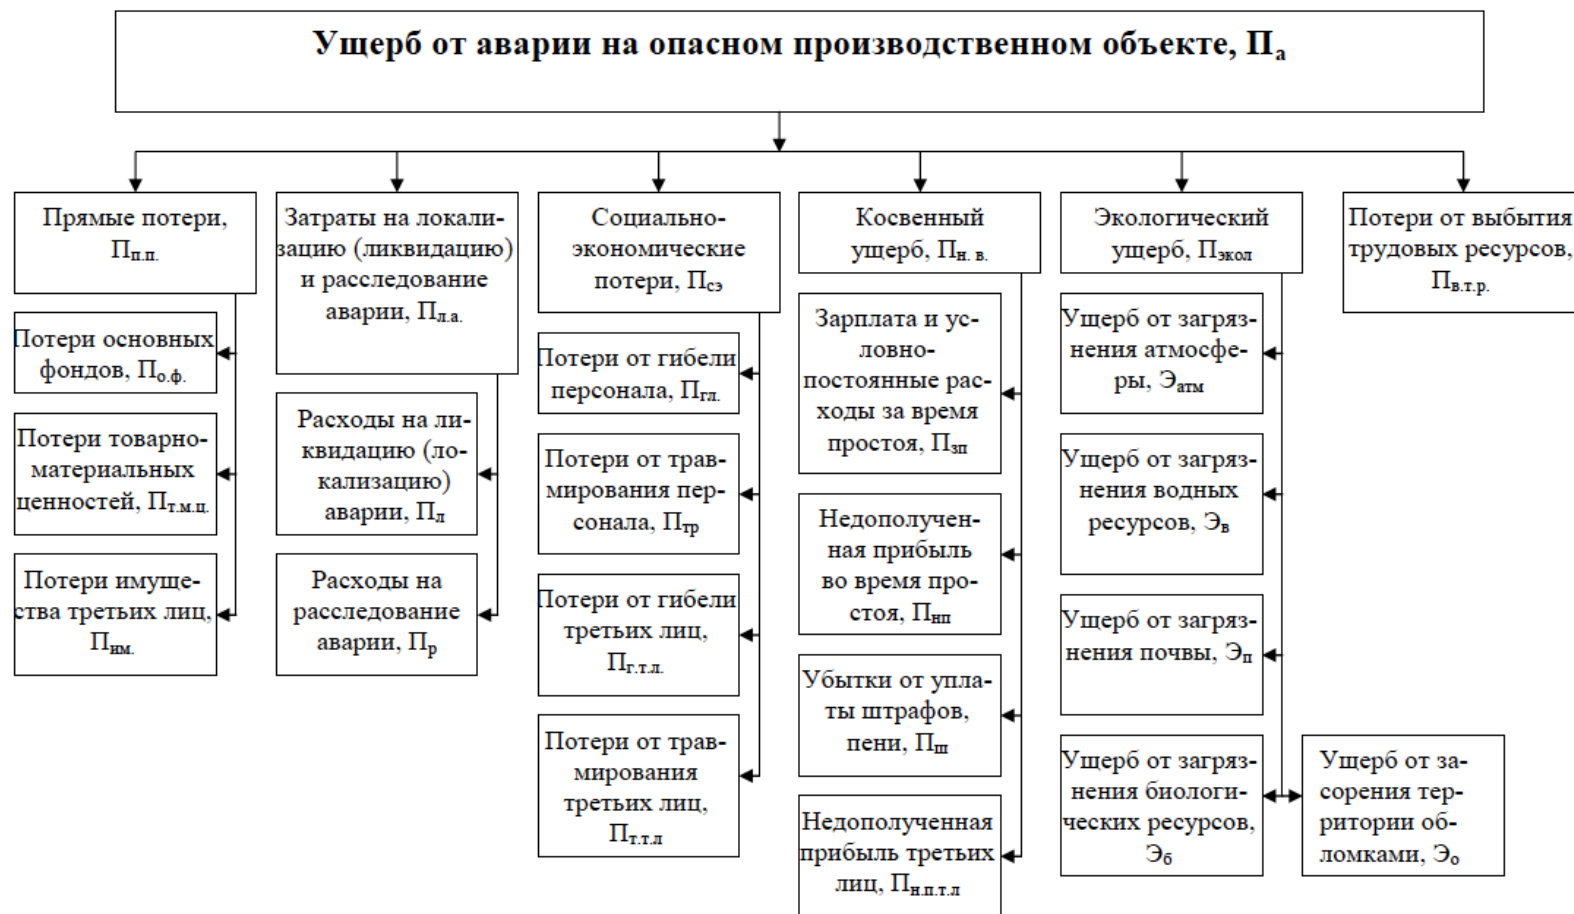 Ущерб от аварии на опасном производственном объекте, Па
Прямые потери,
Пп.п.
Потери основных
фондов, По.ф.
Потери товарно-
материальных
ценностей, Пт.м.ц.
Потери имуще-
ства третьих лиц,
Пим.
Затраты на локали-
зацию (ликвидацию)
и расследование
аварии, Пл.а.
Расходы на ли-
квидацию (ло-
кализацию)
аварии, Пл
Расходы на
расследование
аварии, Пр
Социально-
экономические
потери, Псэ
Потери от гибели
персонала, Пгл.
Потери от трав-
мирования пер-
сонала, Птр
Потери от гибели
третьих лиц,
Пг.т.л.
Потери от трав-
мирования
третьих лиц,
Пт.т.л
Косвенный
ущерб, Пн. в.
Зарплата и ус-
ловно-
постоянные рас-
ходы за время
простоя, Пзп
Недополучен-
ная прибыль
во время про-
стоя, Пнп
Убытки от упла-
ты штрафов,
пени, Пш
Недополученная
прибыль третьих
лиц, Пн.п.т.л
Экологический
ущерб, Пэкол
Ущерб от загряз-
нения атмосфе-
ры, Эатм
Ущерб от загряз-
нения водных
ресурсов, Эв
Ущерб от загряз-
нения почвы, Эп
Ущерб от загряз-
нения биологи-
ческих ресурсов,
Эб
Ущерб от за-
сорения тер-
ритории об-
ломками, Эо
Потери от выбытия
трудовых ресурсов,
Пв.т.р.